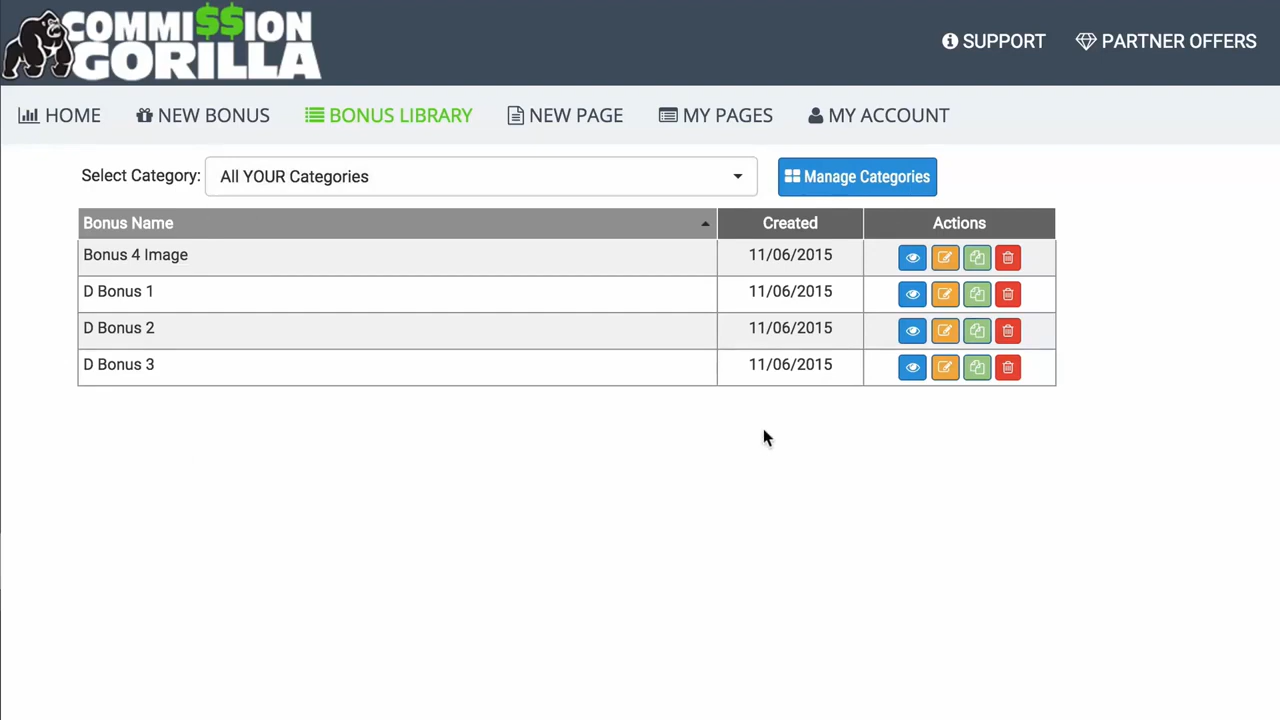 COMMI$$ION
GORILLA
SUPPORT PARTNER OFFERS
HOME NEW BONUS BONUS LIBRARY NEW PAGE MY PAGES MY ACCOUNT
Select Category: All YOUR Categories Manage Categories
Bonus Name Created Actions
Bonus 4 Image 11/06/2015
D Bonus 1 11/06/2015
D Bonus 2 11/06/2015
D Bonus 3 11/06/2015